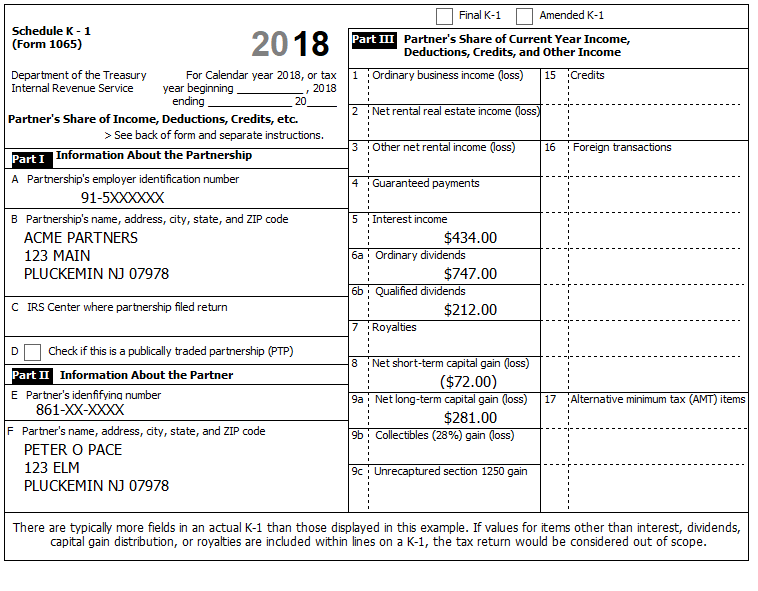 Final K-1 Amended K-1
Schedule K - 1
(Form 1065)
2018
Department of the Treasury
Internal Revenue Service
For Calendar year 2018, or tax
year beginning __________ , 2018
ending ____________ 20____
Partner's Share of Income, Deductions, Credits, etc.
> See back of form and separate instructions.
Part I Information About the Partnership
A Partnership's employer identification number
91-5XXXXXX
B Partnership's name, address, city, state, and ZIP code
ACME PARTNERS
123 MAIN
PLUCKEMIN NJ 07978
C IRS Center where partnership filed return
D Check if this is a publically traded partnership (PTP)
Part II Information About the Partner
E Partner's idenfifying number
861-XX-XXXX
F Partner's name, address, city, state, and ZIP code
PETER O PACE
123 ELM
PLUCKEMIN NJ 07978
Part III Partner's Share of Current Year Income,
Deductions, Credits, and Other Income
1 Ordinary business income (loss)
2 Net rental real estate income (loss)
3 Other net rental income (loss)
4 Guaranteed payments
5 Interest income
$434.00
6a Ordinary dividends
$747.00
6b Qualified dividends
$212.00
7 Royalties
8 Net short-term capital gain (loss)
($72.00)
9a Net long-term capital gain (loss)
$281.00
9b Collectibles (28%) gain (loss)
9c Unrecaptured section 1250 gain
15 Credits
16 Foreign transactions
17 Alternative minimum tax (AMT) items
There are typically more fields in an actual K-1 than those displayed in this example. If values for items other than interest, dividends,
capital gain distribution, or royalties are included within lines on a K-1, the tax return would be considered out of scope.